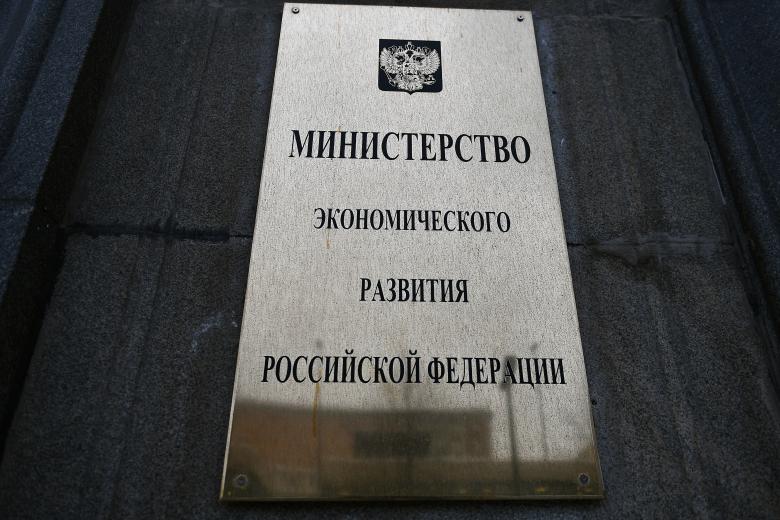 МИНИСТЕРСТВО
ЭКОНОМИЧЕСКОГО
РАЗВИТИЯ
РОССИЙСКОЙ ФЕДЕРАЦИИ